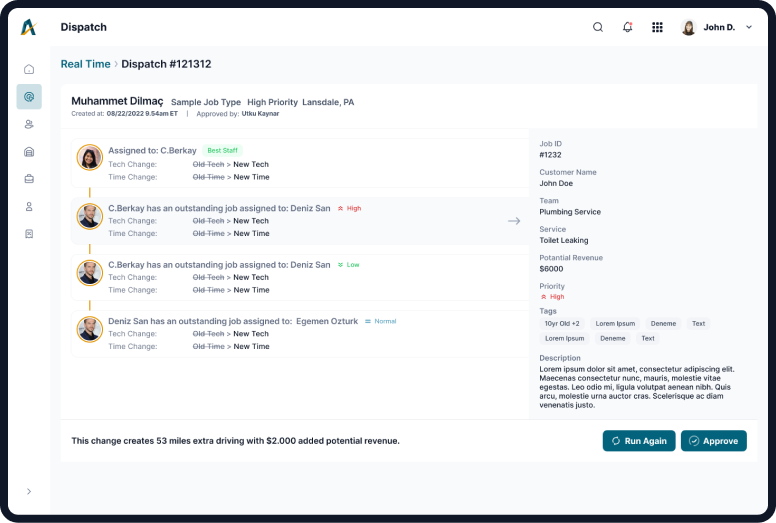 Dispatch
John D.
Real Time > Dispatch #121312
Muhammet Dilmaç Sample Job Type High Priority Lansdale, PA
Created at: 08/22/2022 9.54am ET | Approved by: Utku Kaynar
Assigned to: C.Berkay Best Staff
Tech Change: Old Tech > New Tech
Time Change: Old Time > New Time
C.Berkay has an outstanding job assigned to: Deniz San High
Tech Change: Old Tech > New Tech
Time Change: Old Time > New Time
C.Berkay has an outstanding job assigned to: Deniz San Low
Tech Change: Old Tech > New Tech
Time Change: Old Time > New Time
Deniz San has an outstanding job assigned to: Egemen Ozturk Normal
Tech Change: Old Tech > New Tech
Time Change: Old Time > New Time
Job ID
#1232
Customer Name
John Doe
Team
Plumbing Service
Service
Toilet Leaking
Potantial Revenue
$6000
Priority
High
Tags
10yr Old +2 Lorem Ipsum Deneme Text
Lorem Ipsum Deneme Text
Description
Lorem ipsum dolor sit amet, consectetur adipiscing elit.
Maecenas consectetur nunc, mauris, molestie vitae
egestas. Leo odio mi, ligula volutpat aenean nibh. Quis
arcu, molestie urna auctor cras. Scelerisque ac diam
venenatis justo.
This change creates 53 miles extra driving with $2.000 added potential revenue.
Run Again
Approve